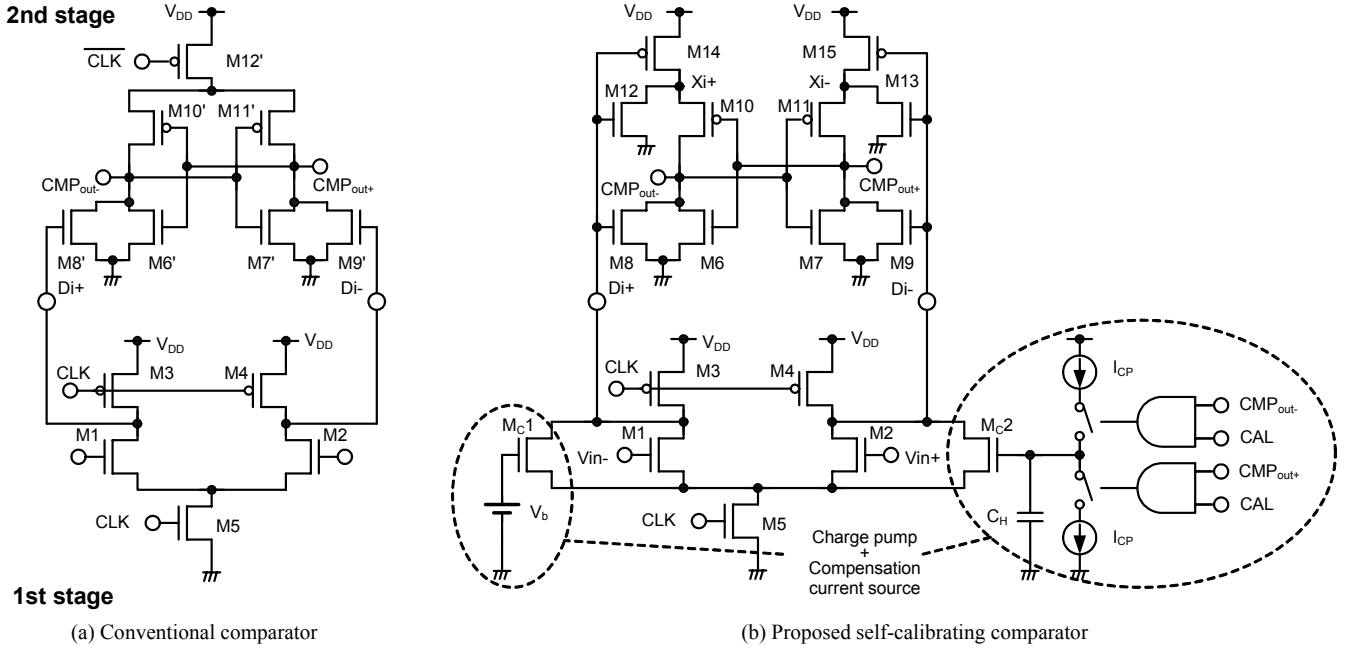 2nd stage
VDD
CLK
M12'
M10'
M11'
CMPout-
CMPout+
M8'
M6'
M7'
M9'
Di+
Di-
VDD
VDD
CLK
M3
M4
M1
M2
CLK
M5
1st stage
(a) Conventional comparator
VDD
VDD
M14
M15
Xi+
Xi-
M12
M10
M11
M13
CMPout-
CMPout+
M8
M6
M7
M9
Di+
Di-
VDD
VDD
CLK
M3
M4
MC1
M1
M2
MC2
Vin-
Vin+
Vb
CLK
M5
CH
ICP
ICP
CMPout-
CAL
CMPout+
CAL
Charge pump
+
Compensation
current source
(b) Proposed self-calibrating comparator